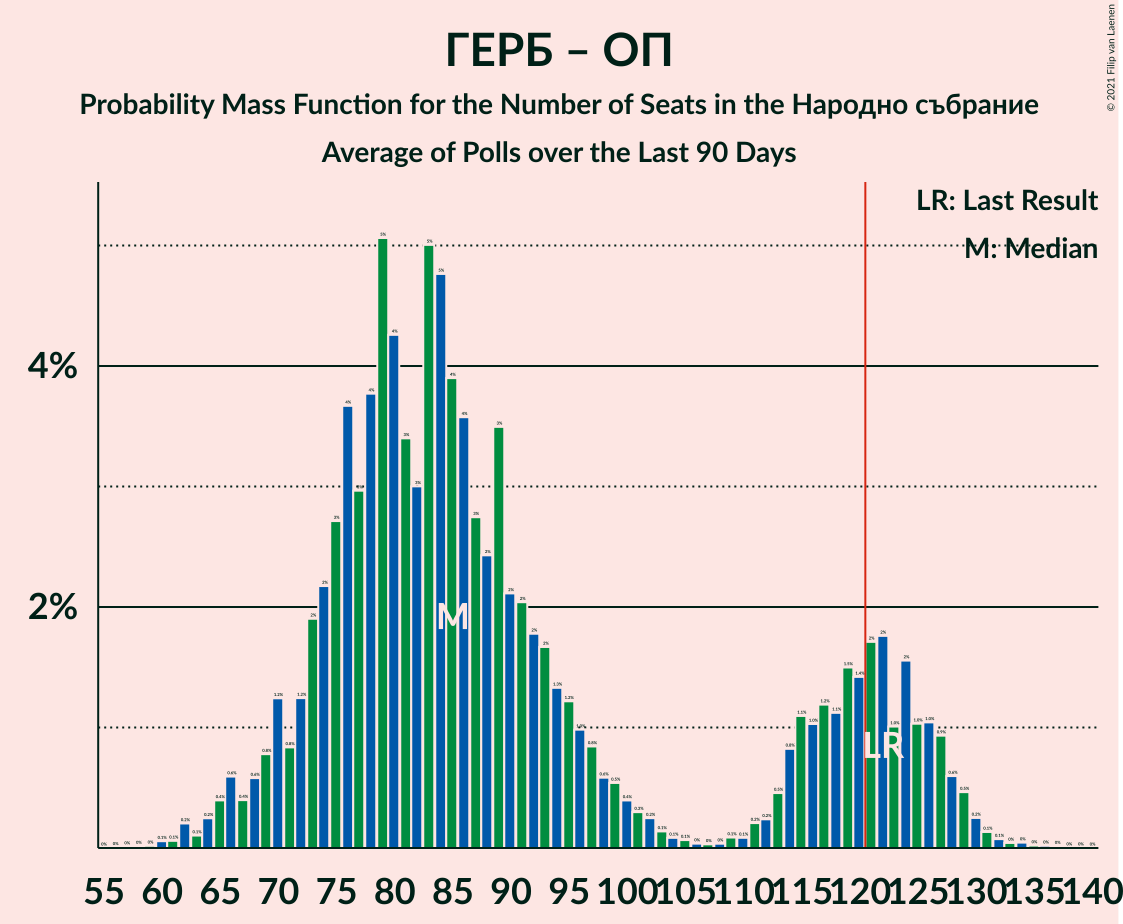 ГЕРБ – ОП
Probability Mass Function for the Number of Seats in the Народно събрание
Average of Polls over the Last 90 Days
© 2021 Filip van Laenen
LR: Last Result
M: Median
4%
2%
M
LR
55 60 65 70 75 80 85 90 95 100 105 110 115 120 125 130 135 140